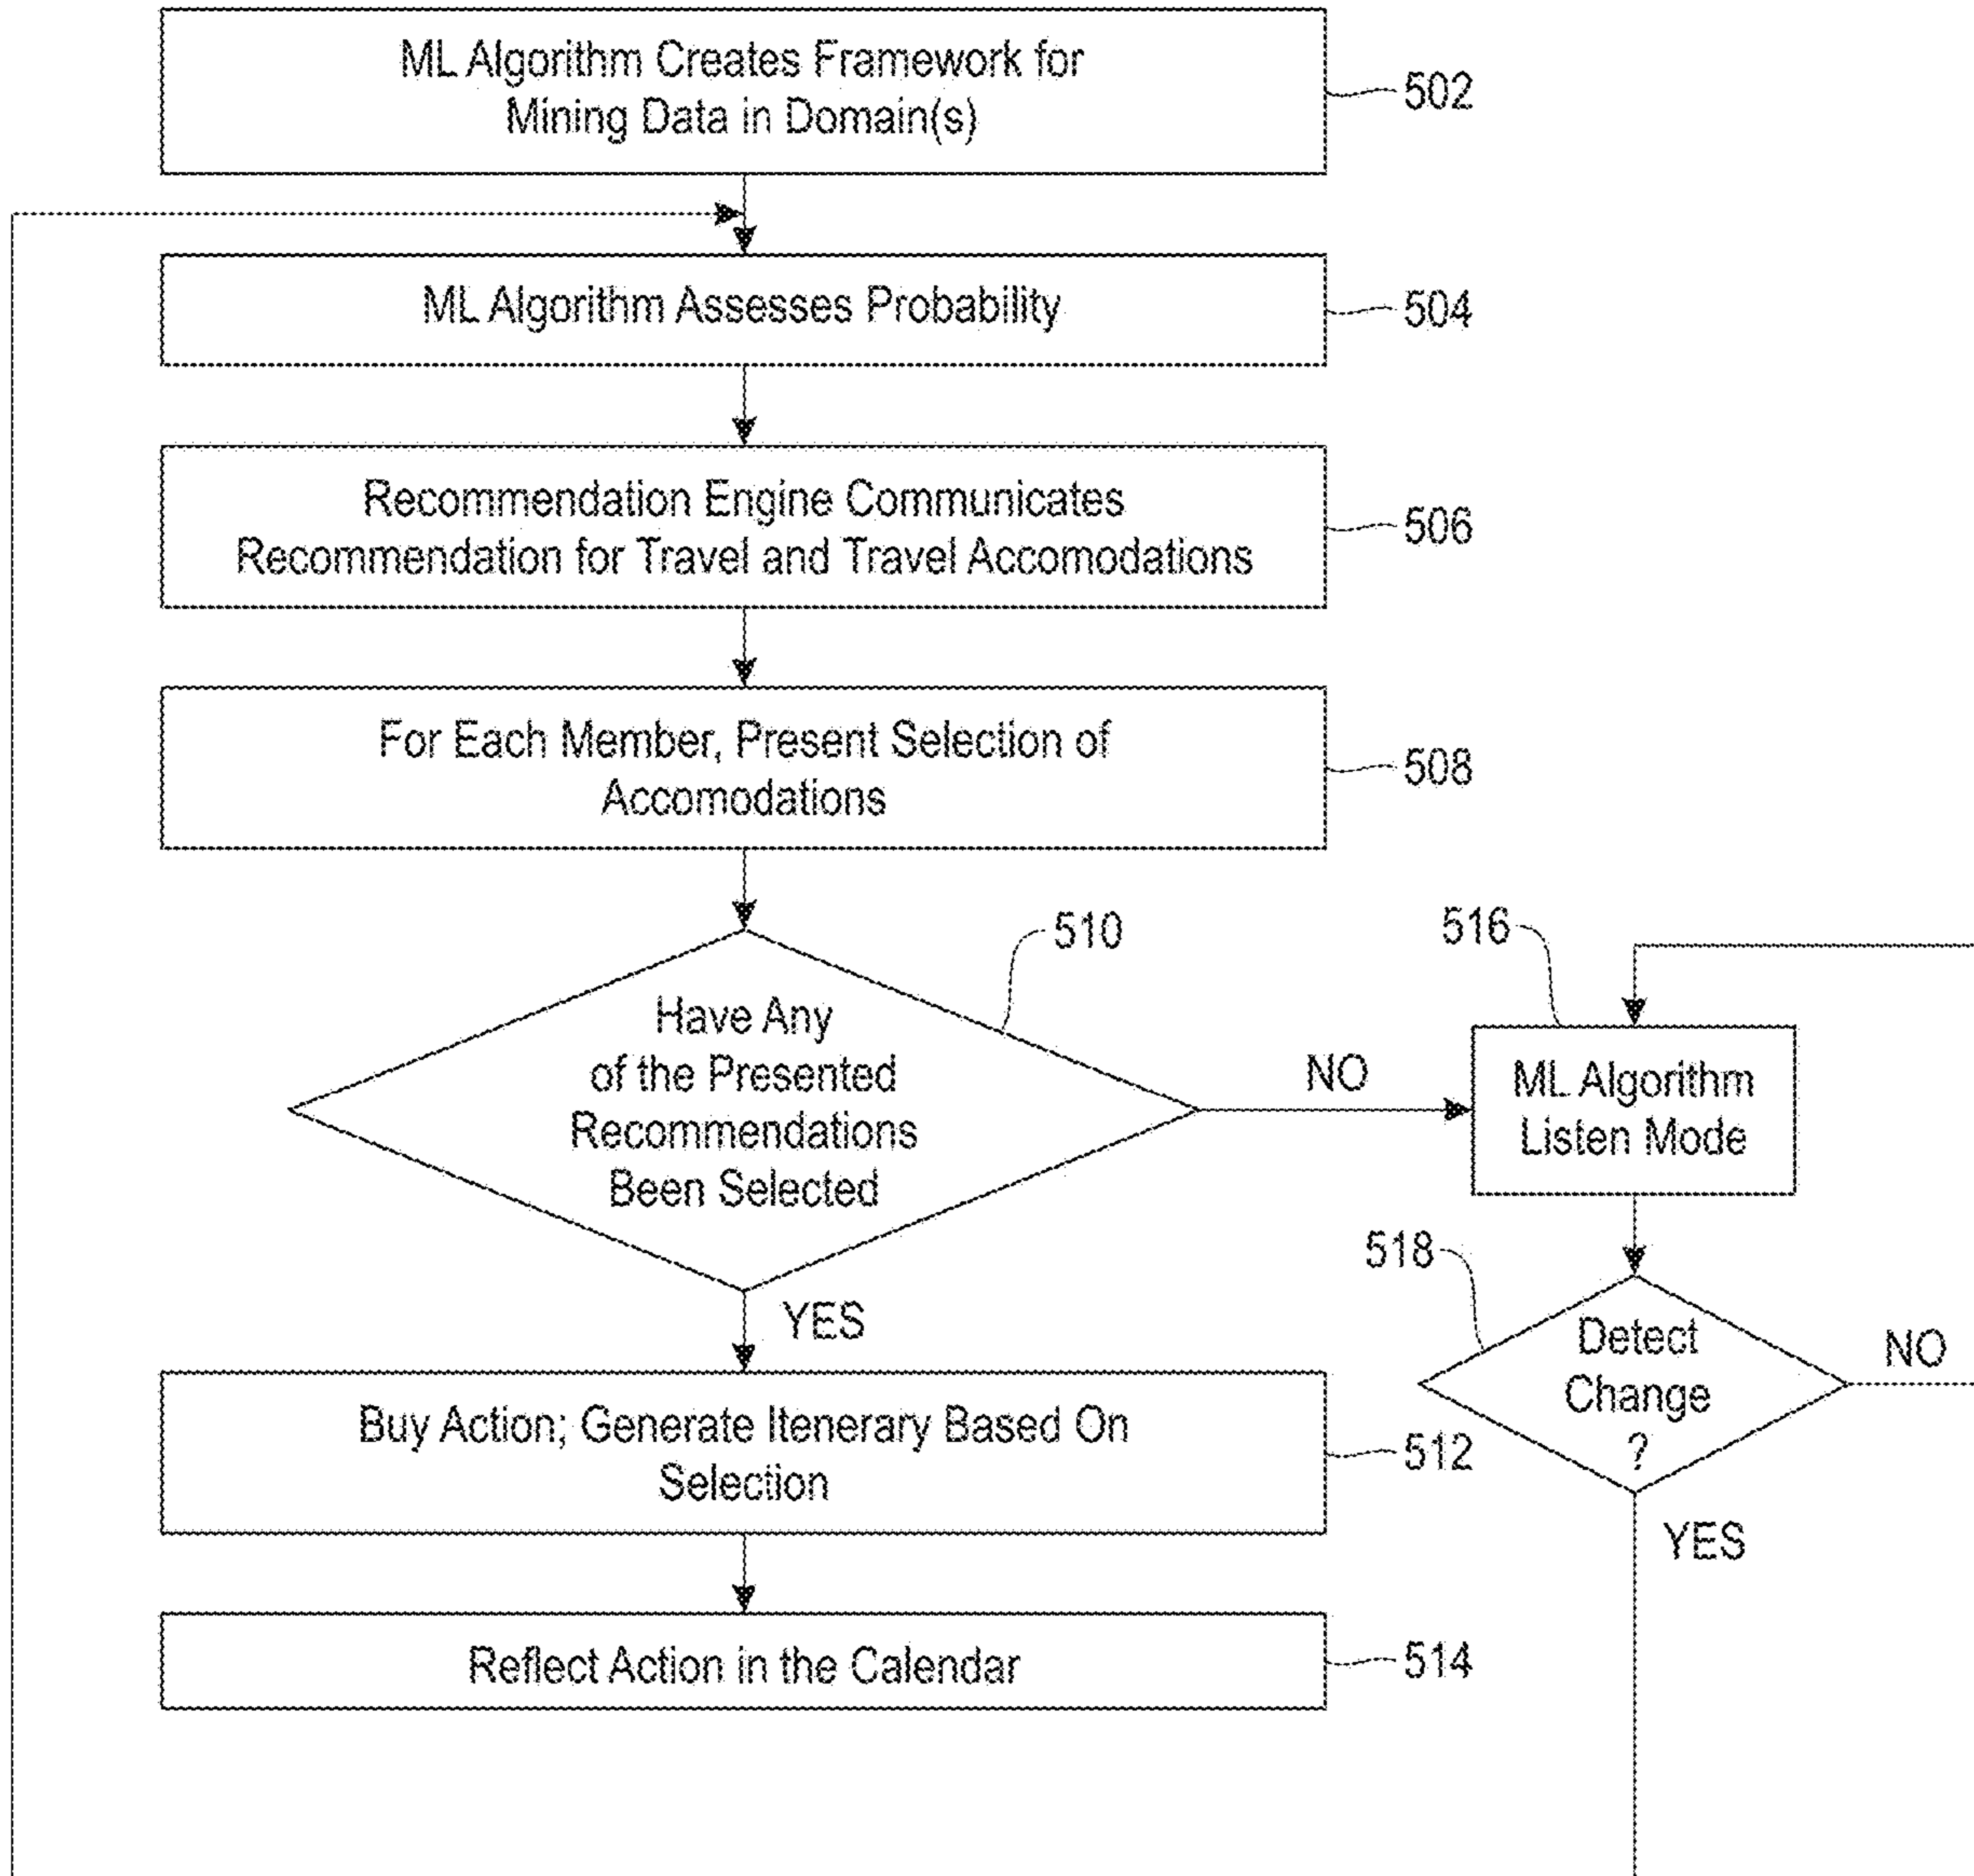 ML Algorithm Creates Framework for
Mining Data in Domain(s)
502
ML Algorithm Assesses Probability
504
Recommendation Engine Communicates
Recommendation for Travel and Travel Accomodations
506
For Each Member, Present Selection of
Accomodations
508
510
Have Any
of the Presented
Recommendations
Been Selected
NO
516
ML Algorithm
Listen Mode
518
Detect
Change
?
NO
YES
YES
Buy Action; Generate Itenerary Based On
Selection
512
Reflect Action in the Calendar
514